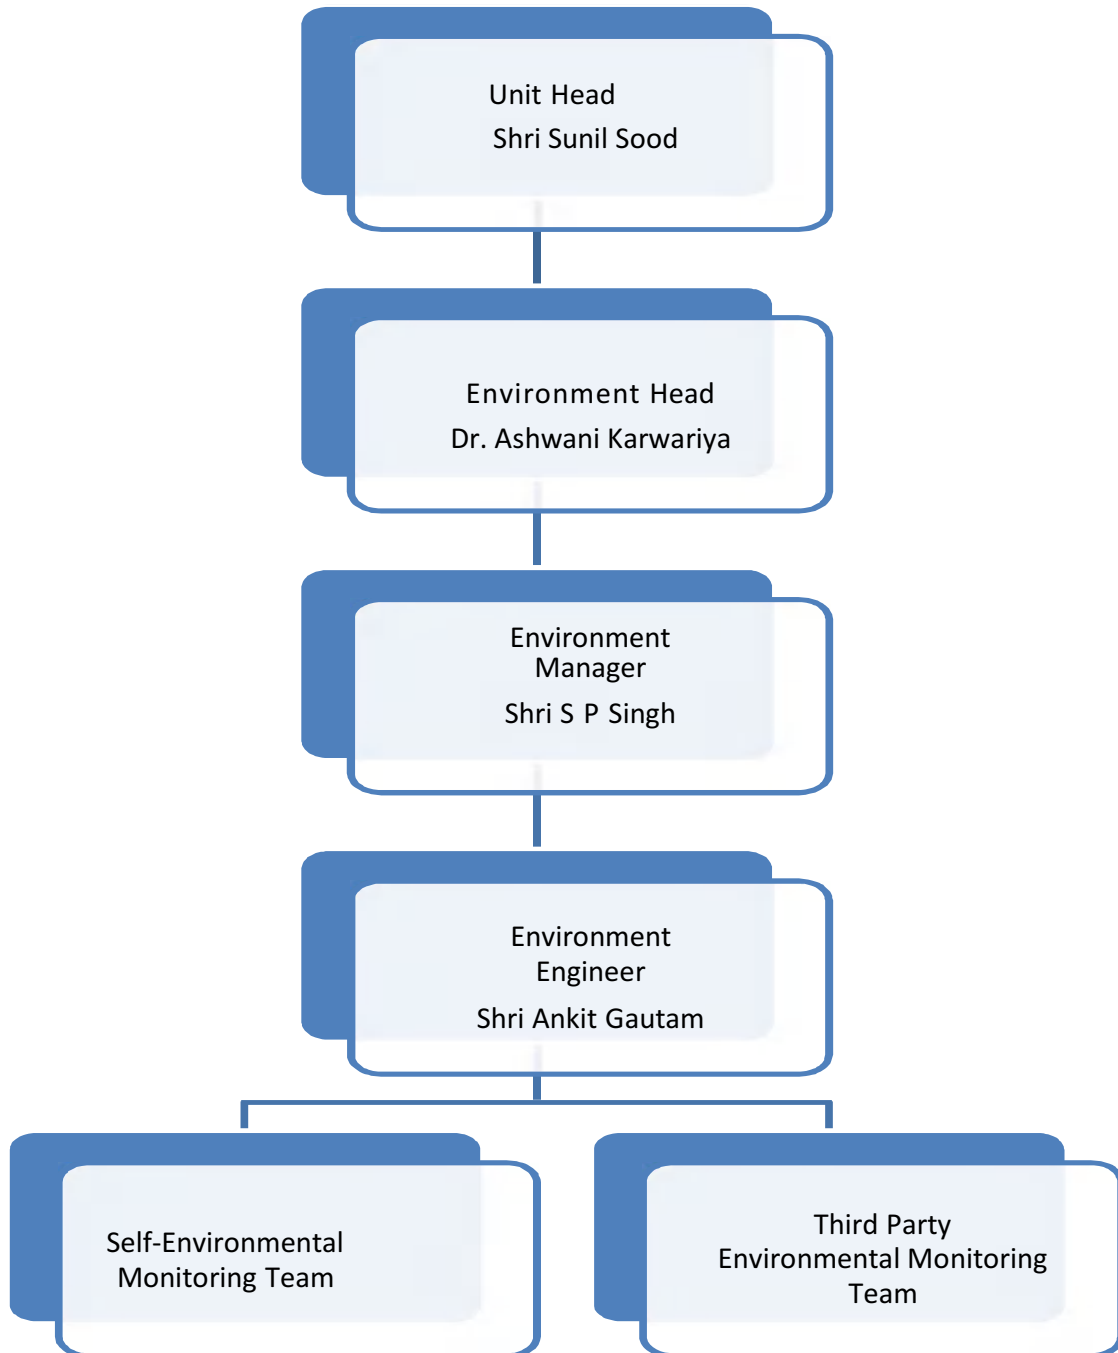 Unit Head
Shri Sunil Sood
Environment Head
Dr. Ashwani Karwariya
Environment
Manager
Shri S P Singh
Environment
Engineer
Shri Ankit Gautam
Self-Environmental
Monitoring Team
Third Party
Environmental Monitoring
Team